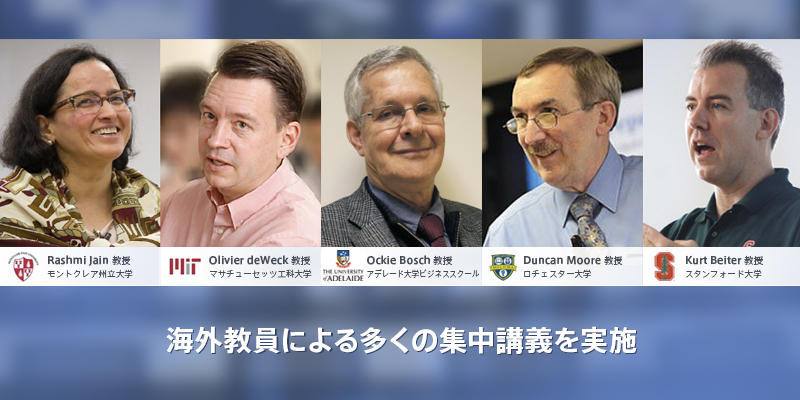 Rashmi Jain 教授
モントクレア州立大学
MIT
Olivier deWeck 教授
マサチューセッツ工科大学
THE UNIVERSITY
of ADELAIDE
Ockie Bosch 教授
アデレード大学ビジネススクール
Duncan Moore 教授
ロチェスター大学
S
Kurt Beiter 教授
スタンフォード大学
海外教員による多くの集中講義を実施